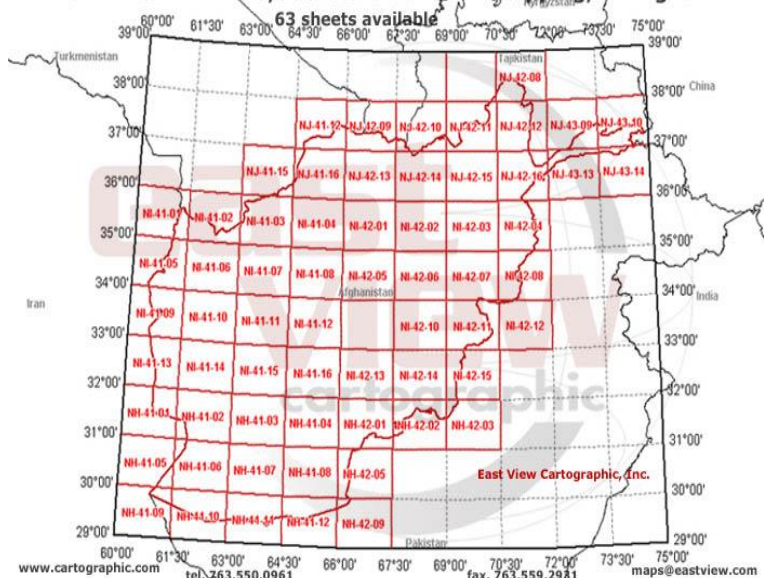 63 sheets available
60°00' 61°30' 63°00' 64°30' 66°00' 67°30' 69°00' 70°30' 72°00' 73°30' 75°00'
39°00' 39°00'
Kyrgyzstan
Turkmenistan Tajikistan China
NJ-42-08
38°00' 38°00'
NJ-41-12 NJ-42-09 NJ-42-10 NJ-42-11 NJ-42-12 NJ-43-09 NJ-43-10
37°00' 37°00'
NJ-41-15 NJ-41-16 NJ-42-13 NJ-42-14 NJ-42-15 NJ-42-16 NJ-43-13 NJ-43-14
36°00' 36°00'
NI-41-01 NI-41-02 NI-41-03 NI-41-04 NI-42-01 NI-42-02 NI-42-03 NI-42-04
35°00' 35°00'
NI-41-05 NI-41-06 NI-41-07 NI-41-08 NI-42-05 NI-42-06 NI-42-07 NI-42-08
34°00' 34°00'
Iran Afghanistan India
NI-41-09 NI-41-10 NI-41-11 NI-41-12 NI-42-10 NI-42-11 NI-42-12
33°00' 33°00'
NI-41-13 NI-41-14 NI-41-15 NI-41-16 NI-42-13 NI-42-14 NI-42-15
32°00' 32°00'
NH-41-01 NH-41-02 NH-41-03 NH-41-04 NH-42-01 NH-42-02 NH-42-03
31°00' 31°00'
NH-41-05 NH-41-06 NH-41-07 NH-41-08 NH-42-05
East View Cartographic, Inc.
30°00' 30°00'
NH-41-09 NH-41-10 NH-41-11 NH-41-12 NH-42-09
29°00' 29°00'
Pakistan
60°00' 61°30' 63°00' 64°30' 66°00' 67°30' 69°00' 70°30' 72°00' 73°30' 75°00'
east
view
cartographic
www.cartographic.com tel. 763.550.0961 fax. 763.559.2931 maps@eastview.com